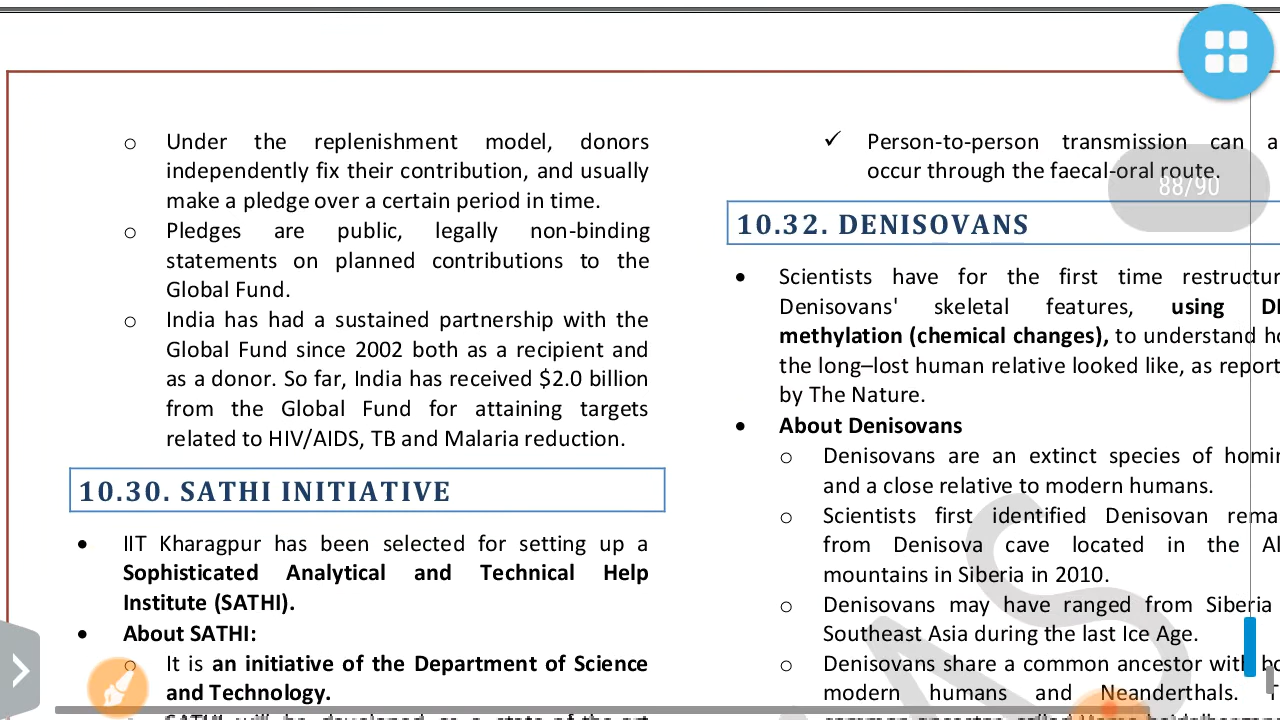 Under the replenishment model, donors
independently fix their contribution, and usually
make a pledge over a certain period in time.
Pledges are public, legally non-binding
statements on planned contributions to the
Global Fund.
India has had a sustained partnership with the
Global Fund since 2002 both as a recipient and
as a donor. So far, India has received $2.0 billion
from the Global Fund for attaining targets
related to HIV/AIDS, TB and Malaria reduction.
10.30. SATHI INITIATIVE
IIT Kharagpur has been selected for setting up a
Sophisticated Analytical and Technical Help
Institute (SATHI).
About SATHI:
It is an initiative of the Department of Science
and Technology.
✓ Person-to-person transmission can a
occur through the faecal-oral route.
88/90
10.32. DENISOVANS
Scientists have for the first time restructur
Denisovans' skeletal features, using
methylation (chemical changes), to understand
the long–lost human relative looked like, as report
by The Nature.
About Denisovans
Denisovans are an extinct species of homin
and a close relative to modern humans.
Scientists first identified Denisovan rema
from Denisova cave located in the Al
mountains in Siberia in 2010.
Denisovans may have ranged from Siberia
Southeast Asia during the last Ice Age.
Denisovans share a common ancestor with
modern humans and Neanderthals.